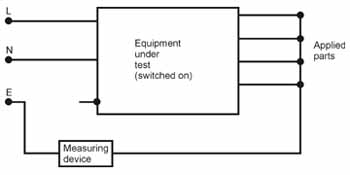 L
N
E
Equipment
under
test
(switched on)
Applied
parts
Measuring
device